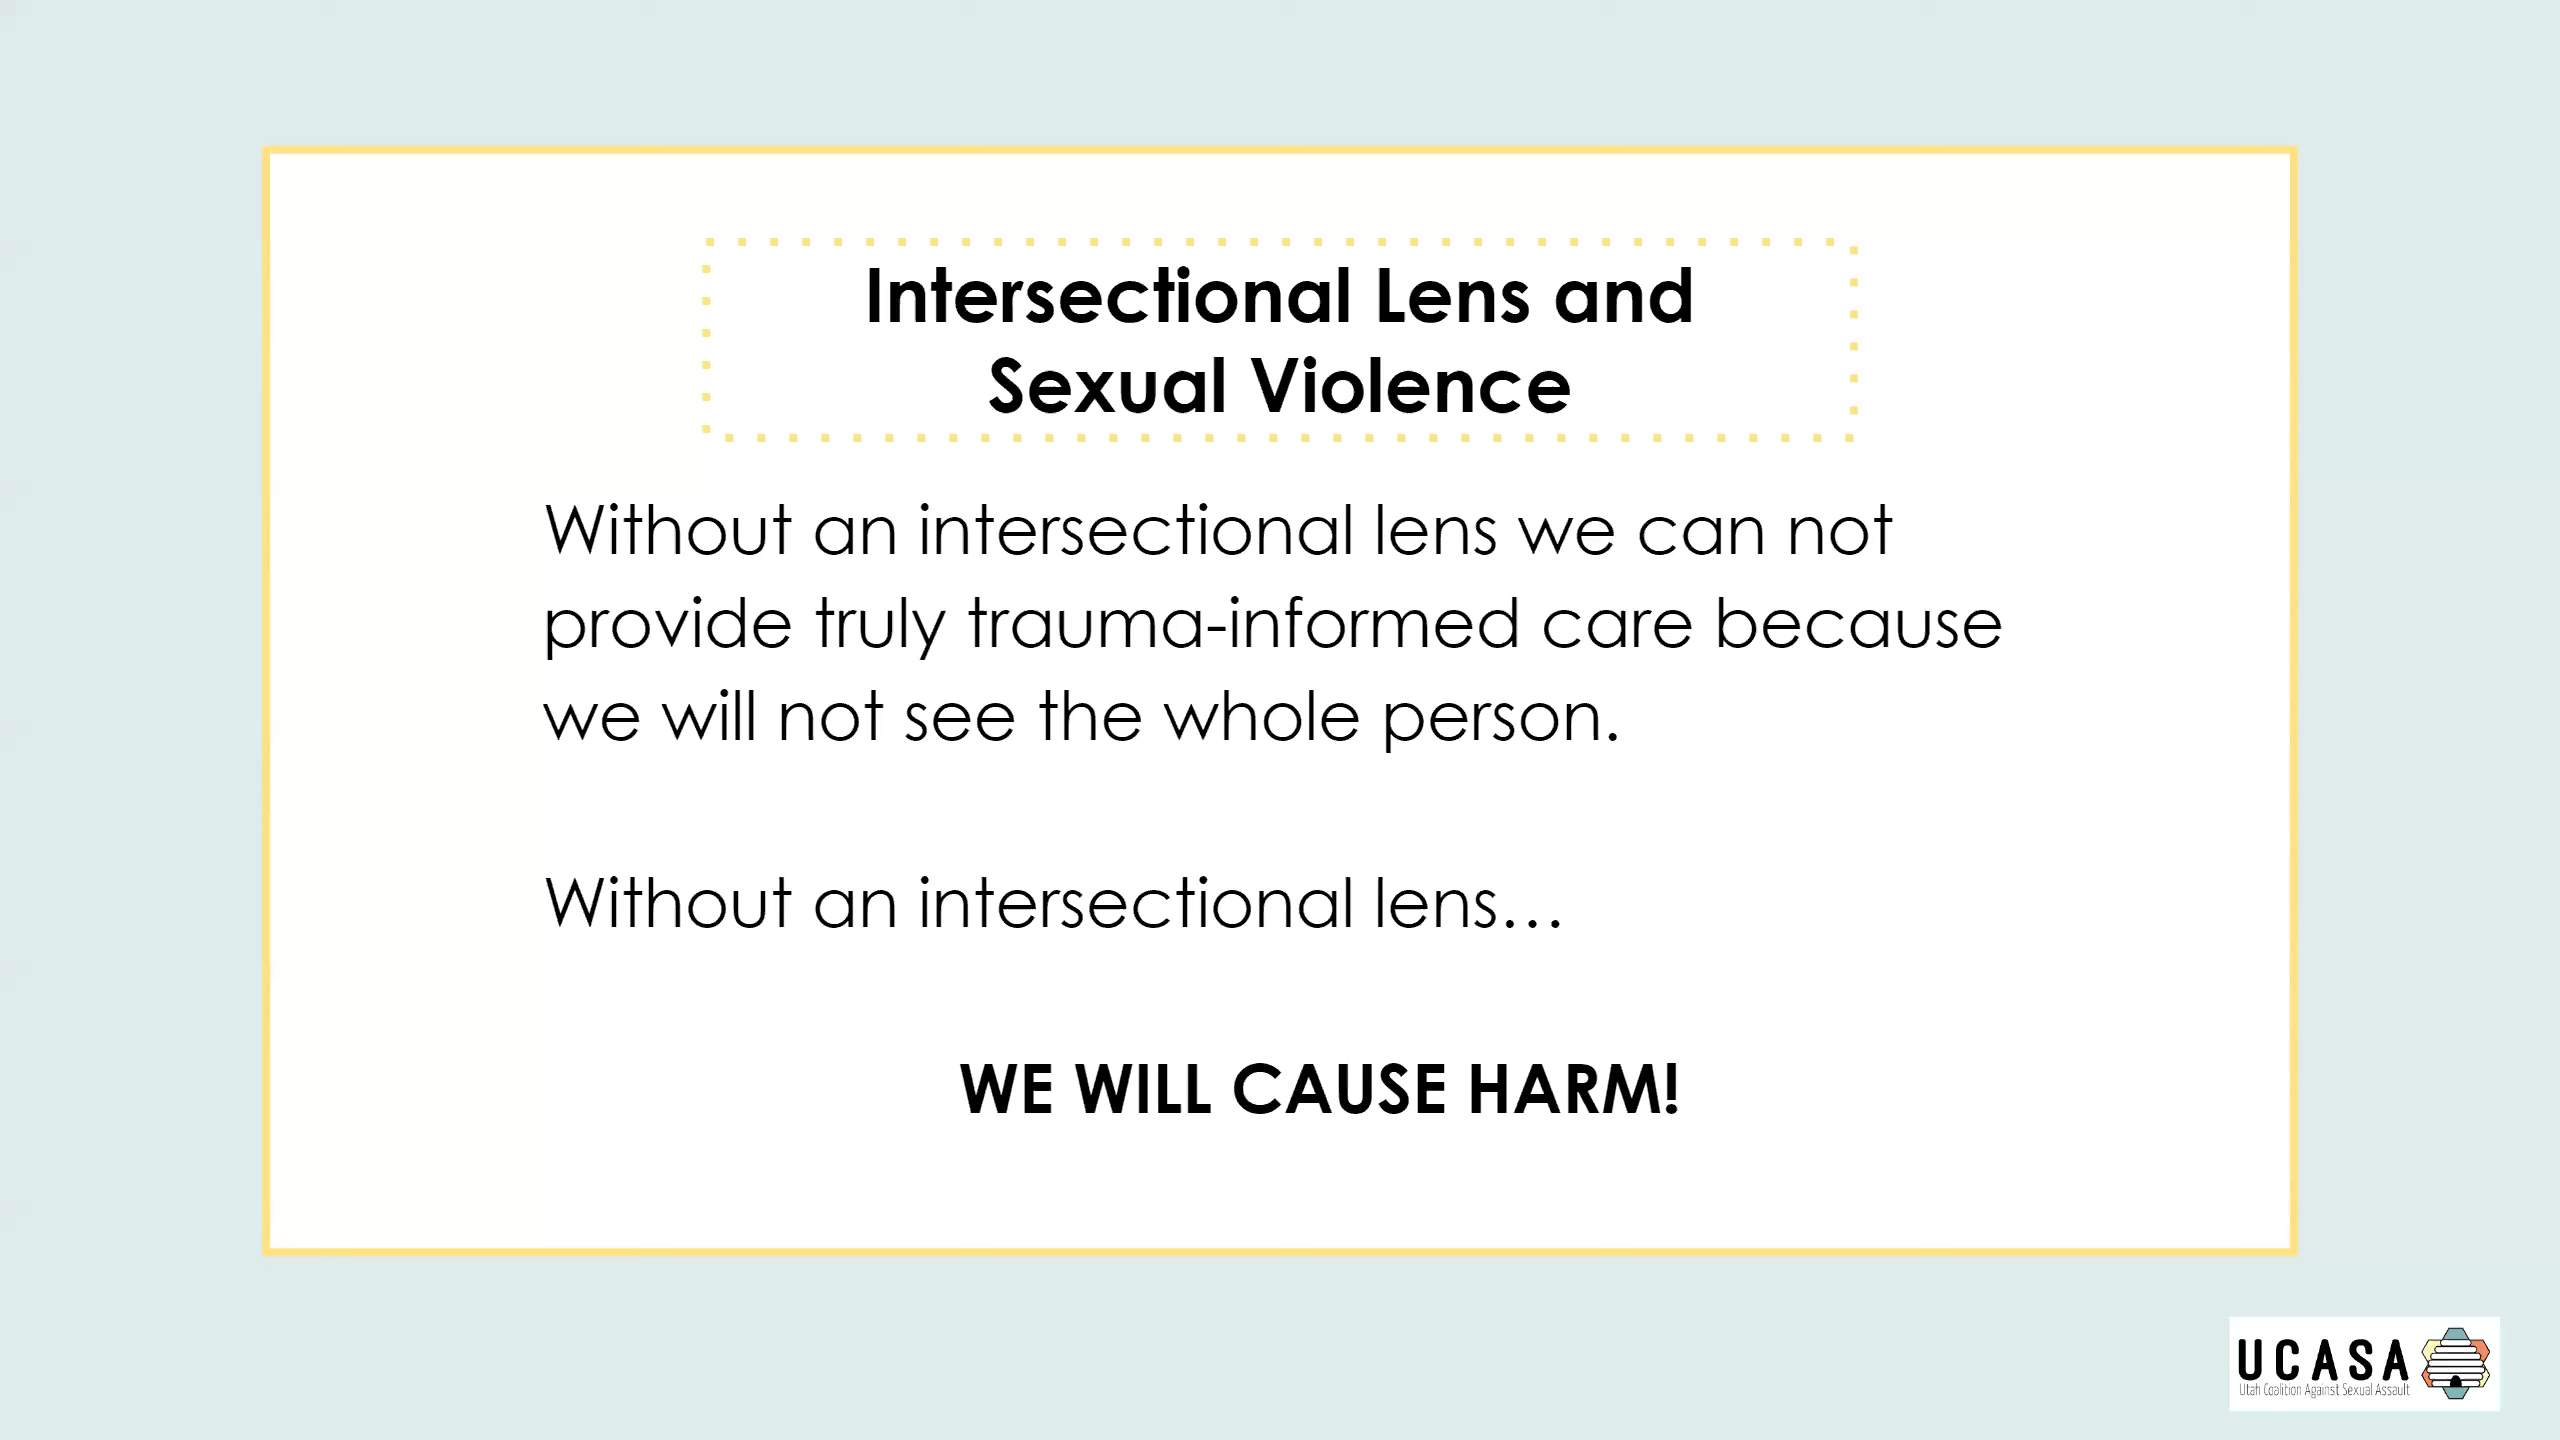 Intersectional Lens and
Sexual Violence
Without an intersectional lens we can not
provide truly trauma-informed care because
we will not see the whole person.
Without an intersectional lens…
WE WILL CAUSE HARM!
UCASA
Utah Coalition Against Sexual Assault